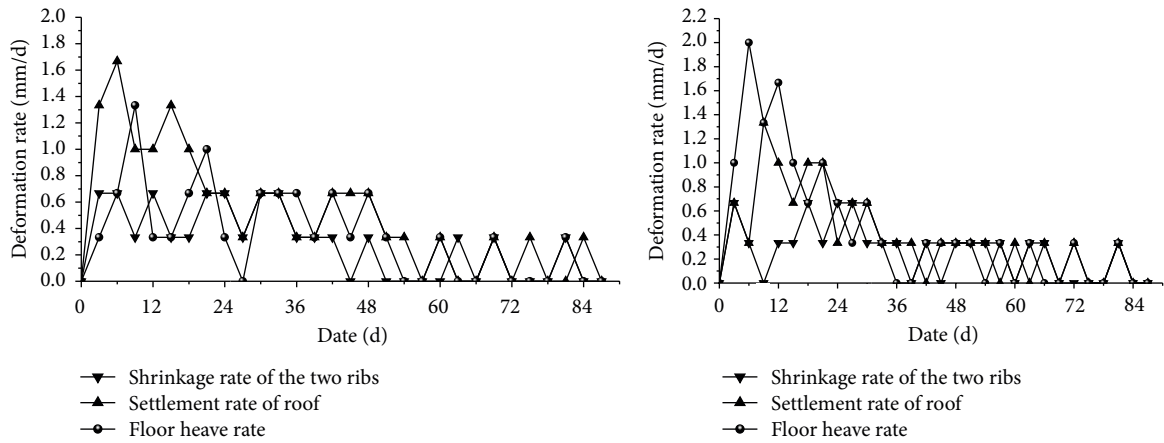 Deformation rate (mm/d)
2.0
1.8
1.6
1.4
1.2
1.0
0.8
0.6
0.4
0.2
0.0
0 12 24 36 48 60 72 84
Date (d)
Shrinkage rate of the two ribs
Settlement rate of roof
Floor heave rate
Deformation rate (mm/d)
2.2
2.0
1.8
1.6
1.4
1.2
1.0
0.8
0.6
0.4
0.2
0.0
0 12 24 36 48 60 72 84
Date (d)
Shrinkage rate of the two ribs
Settlement rate of roof
Floor heave rate